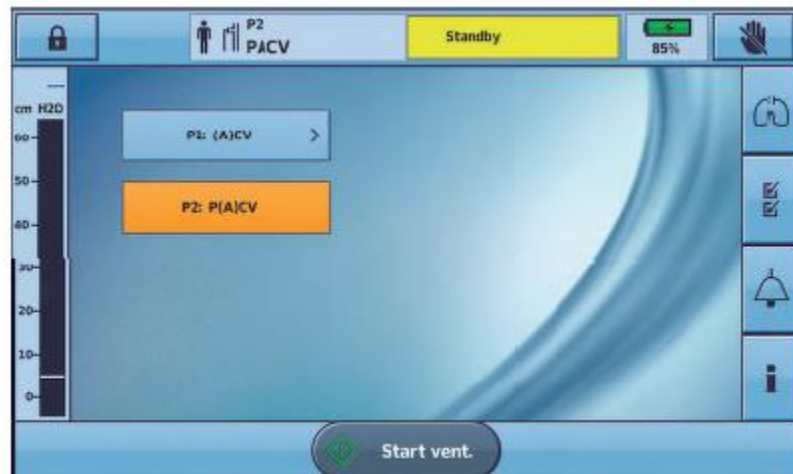 P2
PACV
Standby
85%
cm H2O
60
P1: (A)CV >
50
P2: P(A)CV
40
30
20
10
0
Start vent.